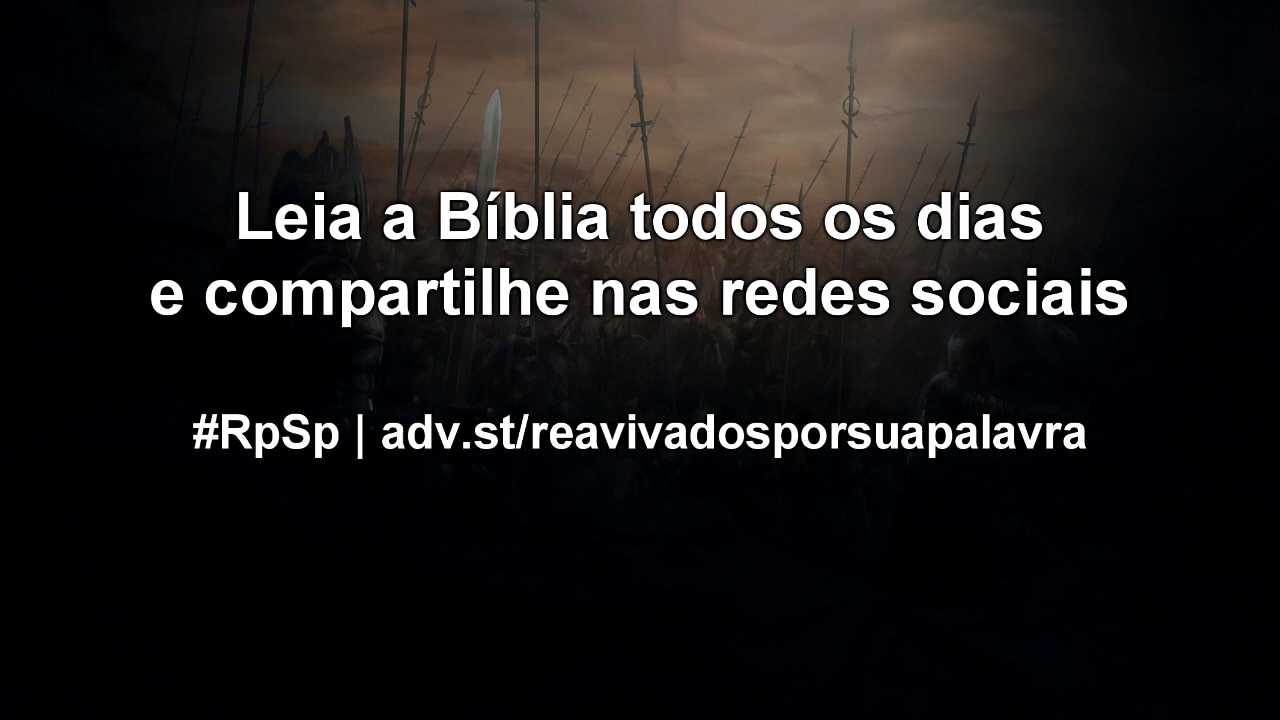 Leia a Bíblia todos os dias
e compartilhe nas redes sociais
#RpSp | adv.st/reavivadosporsuapalavra